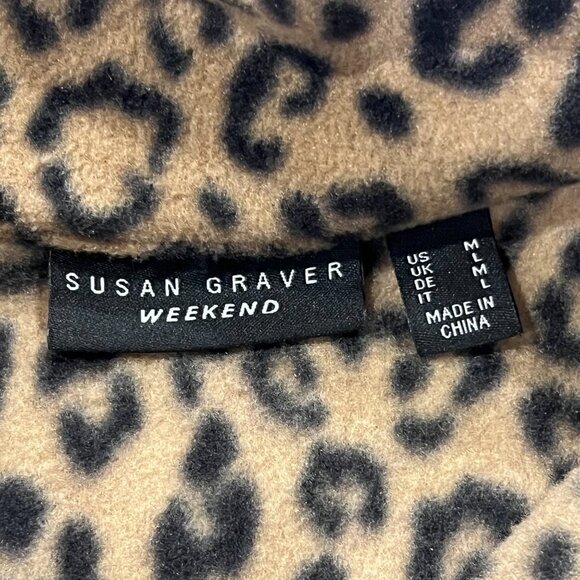 SUSAN GRAVER
WEEKEND
US M
UK L
DE M
IT L
MADE IN
CHINA